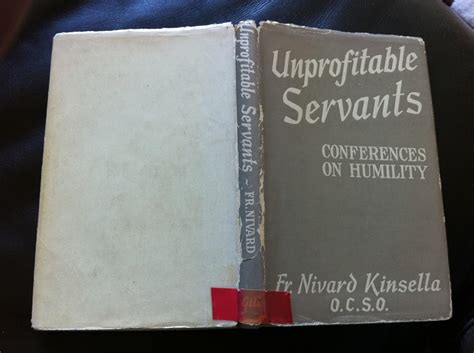 Unprofitable Servants ~ FR. NIVARD
Unprofitable
Servants
CONFERENCES
ON HUMILITY
Fr. Nivard Kinsella
O.C.S.O.